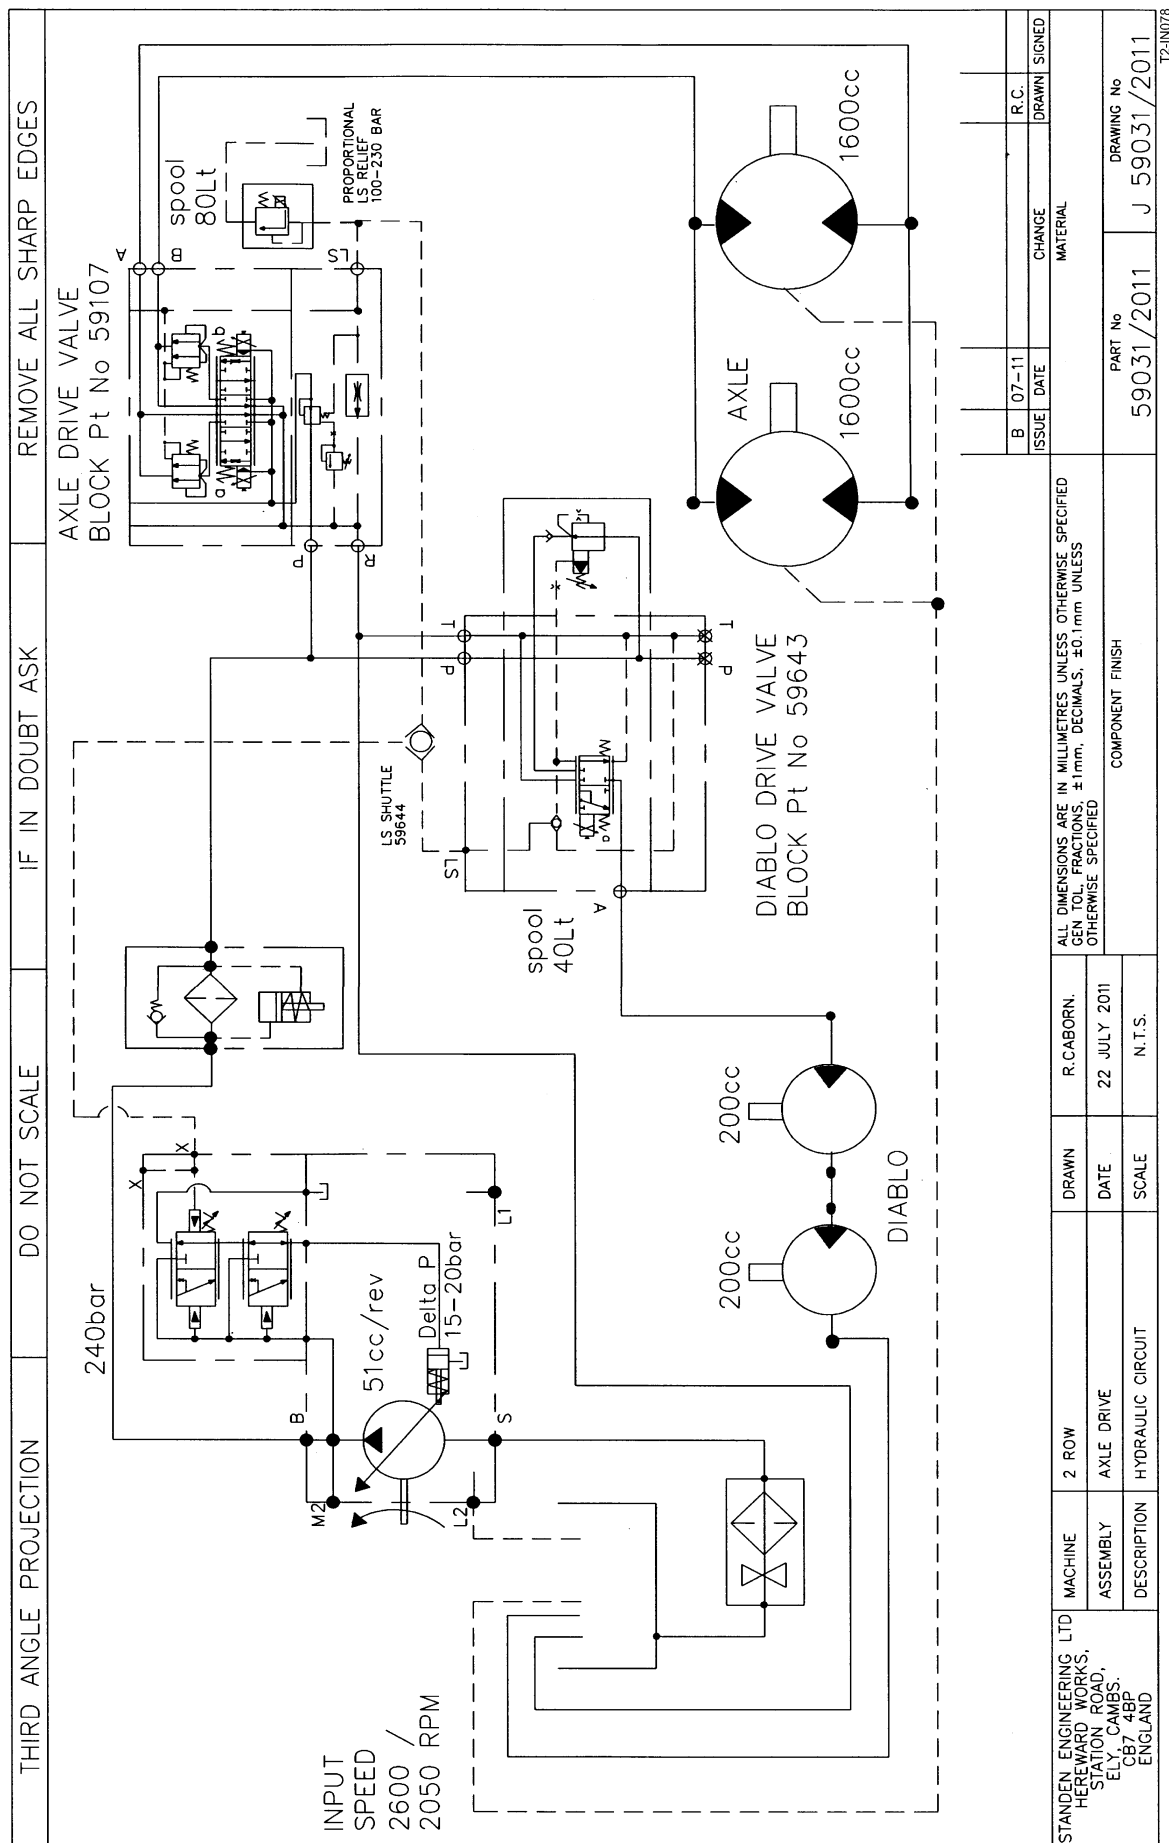 THIRD ANGLE PROJECTION
DO NOT SCALE
IF IN DOUBT ASK
REMOVE ALL SHARP EDGES
AXLE DRIVE VALVE
BLOCK Pt No 59107
spool
80Lt
A
B
LS
P
R
a
b
PROPORTIONAL
LS RELIEF
100-230 BAR
240bar
X
X
LS SHUTTLE
59644
LS
P
T
P
T
A
a
spool
40Lt
DIABLO DRIVE VALVE
BLOCK Pt No 59643
AXLE
1600cc
1600cc
B
M2
51cc/rev
Delta P
15-20bar
L1
L2
S
INPUT
SPEED
2600 /
2050 RPM
200cc
200cc
DIABLO
STANDEN ENGINEERING LTD
HEREWARD WORKS,
STATION ROAD,
ELY, CAMBS.
CB7 4BP
ENGLAND
MACHINE
2 ROW
ASSEMBLY
AXLE DRIVE
DESCRIPTION
HYDRAULIC CIRCUIT
DRAWN
R.CABORN.
DATE
22 JULY 2011
SCALE
N.T.S.
ALL DIMENSIONS ARE IN MILLIMETRES UNLESS OTHERWISE SPECIFIED
GEN TOL, FRACTIONS, ±1mm, DECIMALS, ±0.1mm UNLESS
OTHERWISE SPECIFIED
COMPONENT FINISH
B
07-11
R.C.
ISSUE
DATE
CHANGE
DRAWN
SIGNED
MATERIAL
PART No
59031/2011
DRAWING No
J 59031/2011
T2-IN078